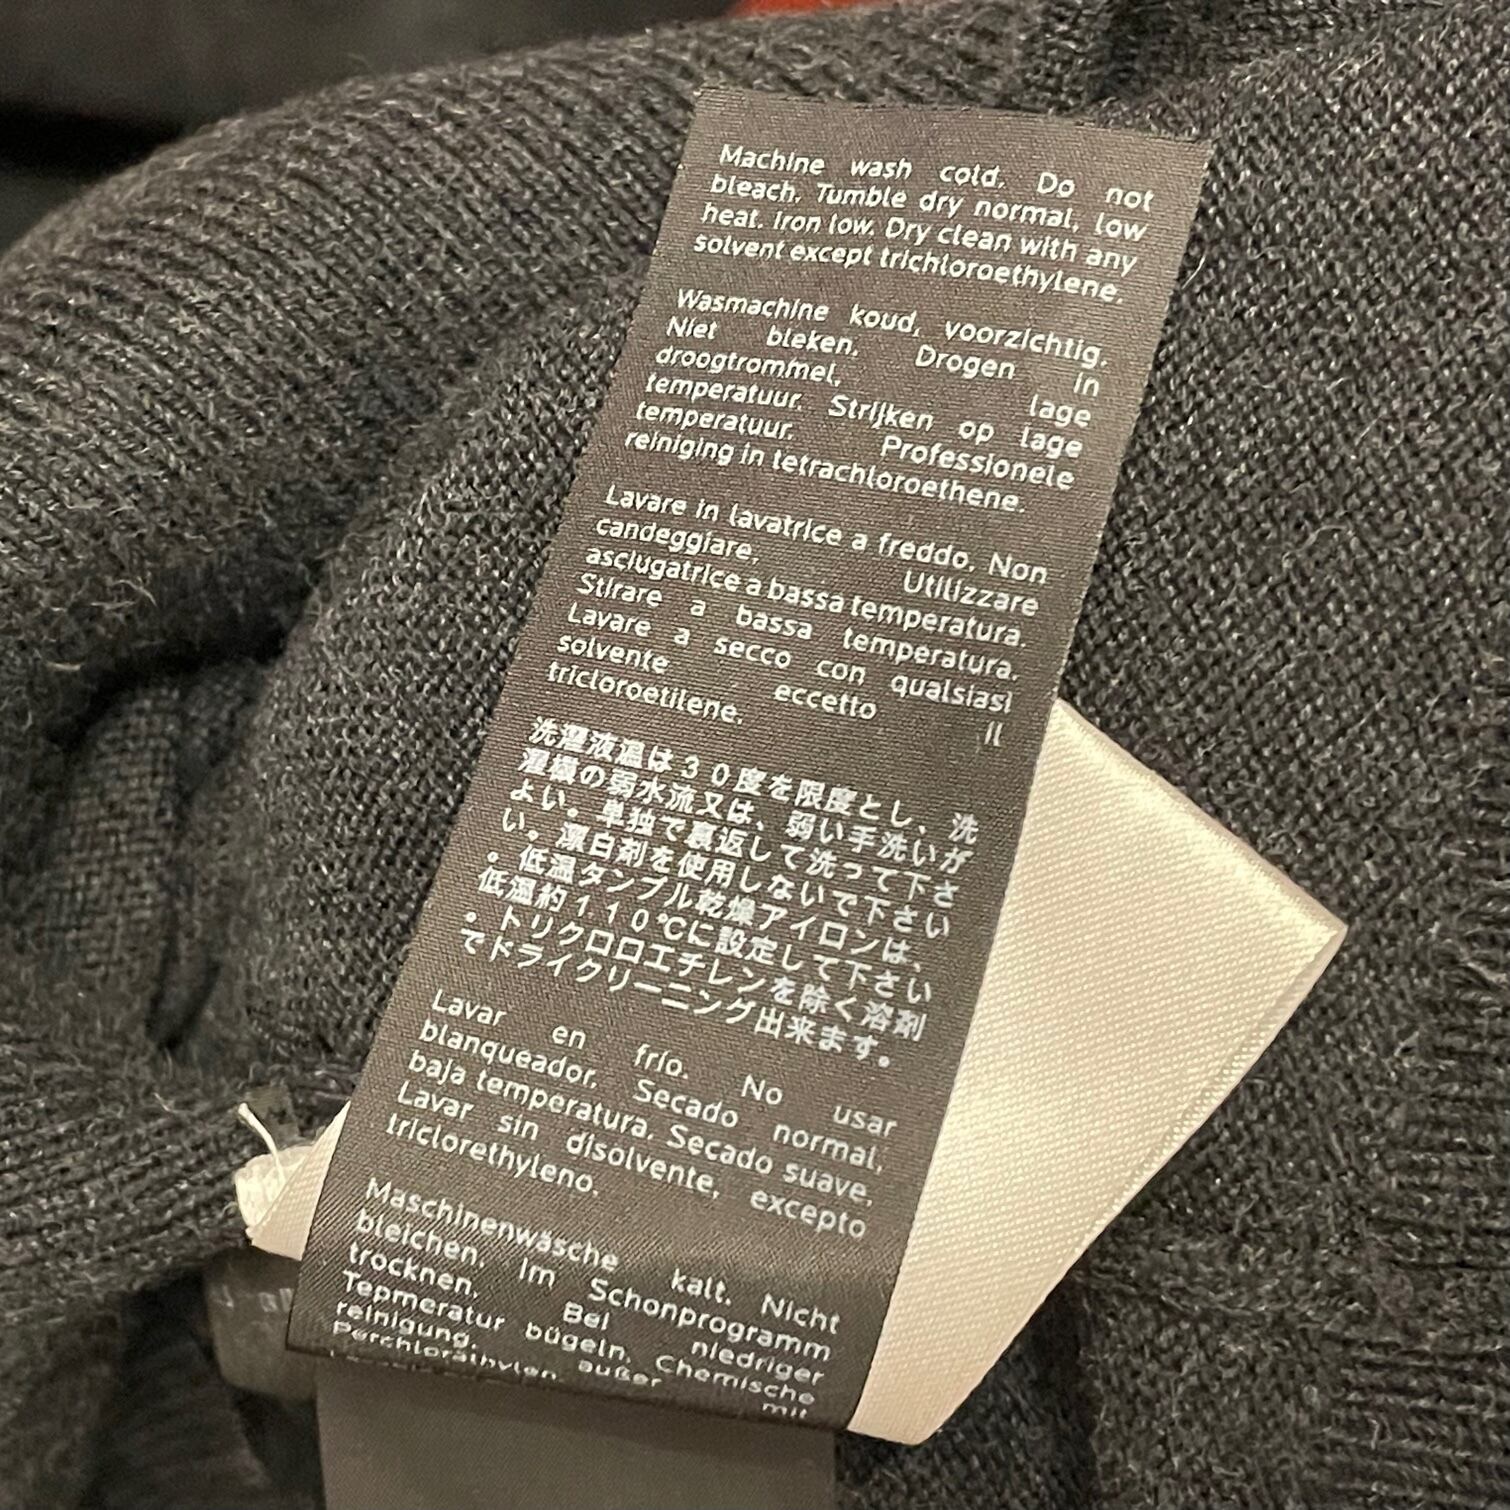 Machine wash cold. Do not
bleach. Tumble dry normal, low
heat. Iron low. Dry clean with any
solvent except trichloroethylene.
Wasmachine koud, voorzichtig.
Niet bleken. Drogen in
droogtrommel, lage
temperatuur. Strijken op lage
temperatuur. Professionele
reiniging in tetrachloroethene.
Lavare in lavatrice a freddo. Non
candeggiare. Utilizzare
asciugatrice a bassa temperatura.
Stirare a bassa temperatura.
Lavare a secco con qualsiasi
solvente eccetto il
tricloroetilene.
洗濯液温は30度を限度とし、洗
濯機の弱水流又は、弱い手洗いが
よい。単独で裏返して洗って下さ
い。漂白剤を使用しないで下さい
。低温タンブル乾燥アイロンは、
低温約110℃に設定して下さい
。トリクロロエチレンを除く溶剤
でドライクリーニング出来ます。
Lavar en frío. No usar
blanqueador. Secado normal,
baja temperatura. Secado suave.
Lavar sin disolvente, excepto
triclorethyleno.
Maschinenwäsche kalt. Nicht
bleichen. Im Schonprogramm
trocknen. Bei niedriger
Tepmeratur bügeln. Chemische
reinigung, außer mit
Perchloräthylen.